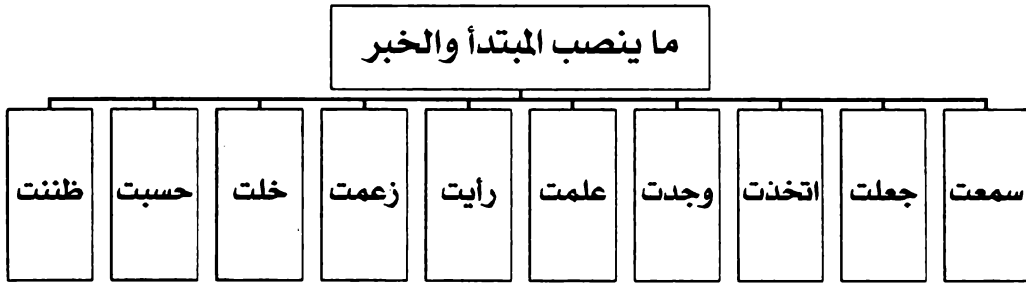 ما ينصب المبتدأ والخبر
سمعت
جعلت
اتخذت
وجدت
علمت
رأيت
زعمت
خلت
حسبت
ظننت